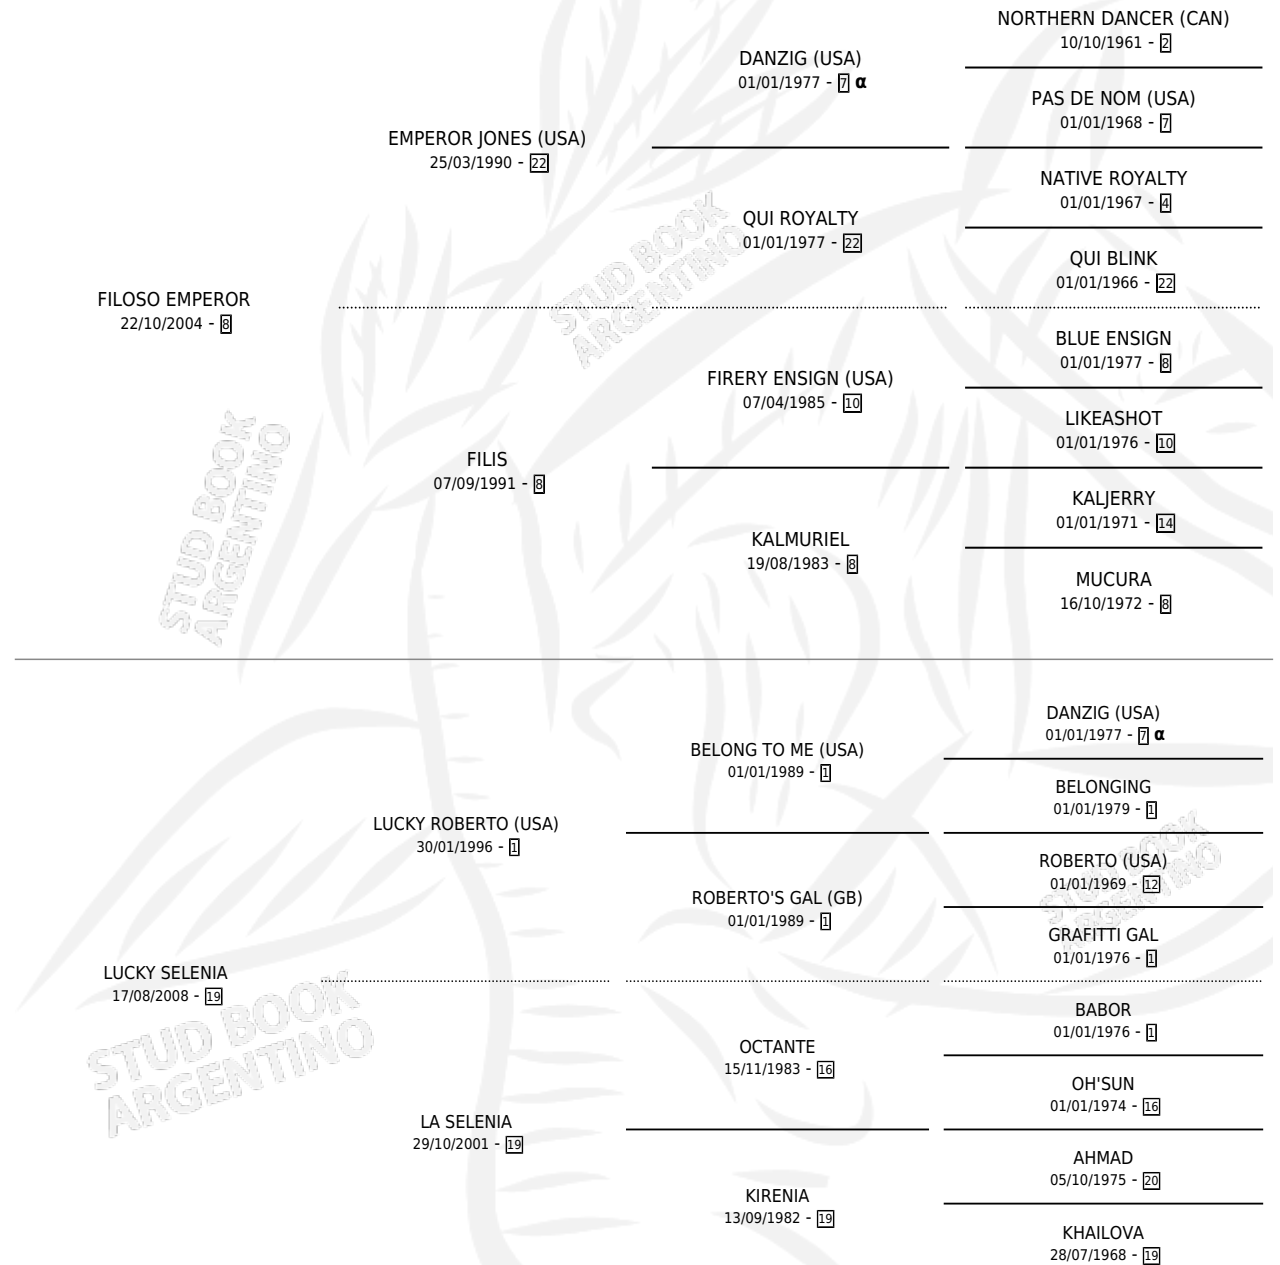 NORTHERN DANCER (CAN)
10/10/1961 - 2
DANZIG (USA)
01/01/1977 - 7 α
PAS DE NOM (USA)
01/01/1968 - 7
EMPEROR JONES (USA)
25/03/1990 - 22
NATIVE ROYALTY
01/01/1967 - 4
QUI ROYALTY
01/01/1977 - 22
QUI BLINK
01/01/1966 - 22
FILOSO EMPEROR
22/10/2004 - 8
BLUE ENSIGN
01/01/1977 - 8
FIRERY ENSIGN (USA)
07/04/1985 - 10
LIKEASHOT
01/01/1976 - 10
FILIS
07/09/1991 - 8
KALJERRY
01/01/1971 - 14
KALMURIEL
19/08/1983 - 8
MUCURA
16/10/1972 - 8
DANZIG (USA)
01/01/1977 - 7 α
BELONG TO ME (USA)
01/01/1989 - 1
BELONGING
01/01/1979 - 1
LUCKY ROBERTO (USA)
30/01/1996 - 1
ROBERTO (USA)
01/01/1969 - 12
ROBERTO'S GAL (GB)
01/01/1989 - 1
GRAFITTI GAL
01/01/1976 - 1
LUCKY SELENIA
17/08/2008 - 19
BABOR
01/01/1976 - 1
OCTANTE
15/11/1983 - 16
OH'SUN
01/01/1974 - 16
LA SELENIA
29/10/2001 - 19
AHMAD
05/10/1975 - 20
KIRENIA
13/09/1982 - 19
KHAILOVA
28/07/1968 - 19
STUD BOOK
ARGENTINO
STUD BOOK
ARGENTINO
STUD BOOK
ARGENTINO
STUD BOOK
ARGENTINO